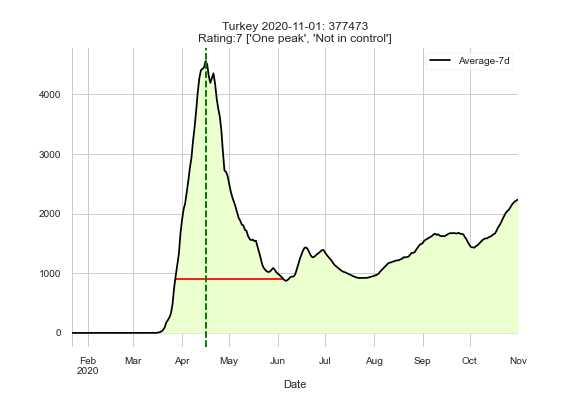 Turkey 2020-11-01: 377473
Rating:7 ['One peak', 'Not in control']
Average-7d
4000
3000
2000
1000
0
Feb Mar Apr May Jun Jul Aug Sep Oct Nov
2020
Date